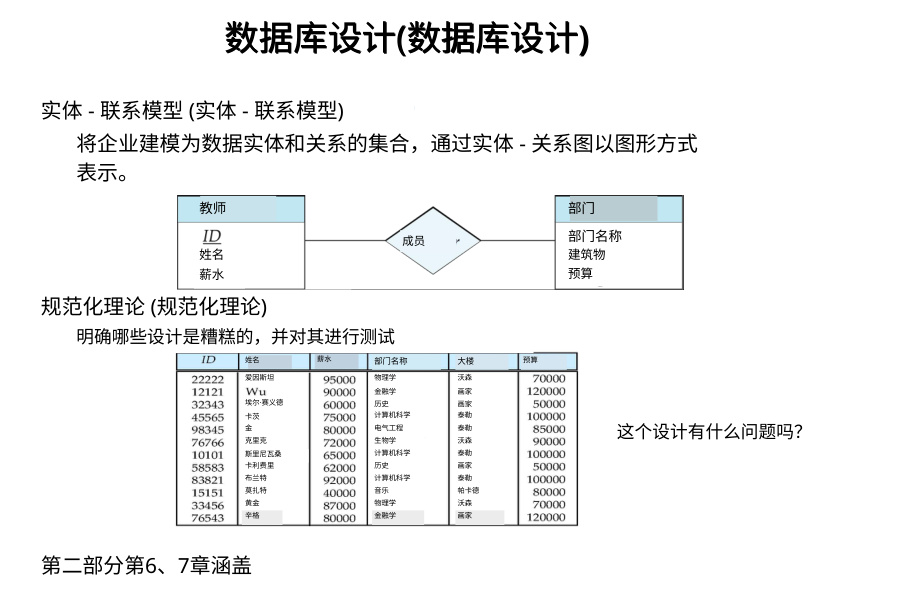 数据库设计(数据库设计)
实体 - 联系模型 (实体 - 联系模型)
将企业建模为数据实体和关系的集合，通过实体 - 关系图以图形方式
表示。
教师 部门
ID 成员 部门名称
姓名 建筑物
薪水 预算
规范化理论 (规范化理论)
明确哪些设计是糟糕的，并对其进行测试
ID 姓名 薪水 部门名称 大楼 预算
22222 爱因斯坦 95000 物理学 沃森 70000
12121 Wu 90000 金融学 画家 120000
32343 埃尔·赛义德 60000 历史 画家 50000
45565 卡茨 75000 计算机科学 泰勒 100000
98345 金 80000 电气工程 泰勒 85000
76766 克里克 72000 生物学 沃森 90000
10101 斯里尼瓦桑 65000 计算机科学 泰勒 100000
58583 卡利费里 62000 历史 画家 50000
83821 布兰特 92000 计算机科学 泰勒 100000
15151 莫扎特 40000 音乐 帕卡德 80000
33456 黄金 87000 物理学 沃森 70000
76543 辛格 80000 金融学 画家 120000
这个设计有什么问题吗？
第二部分第6、7章涵盖